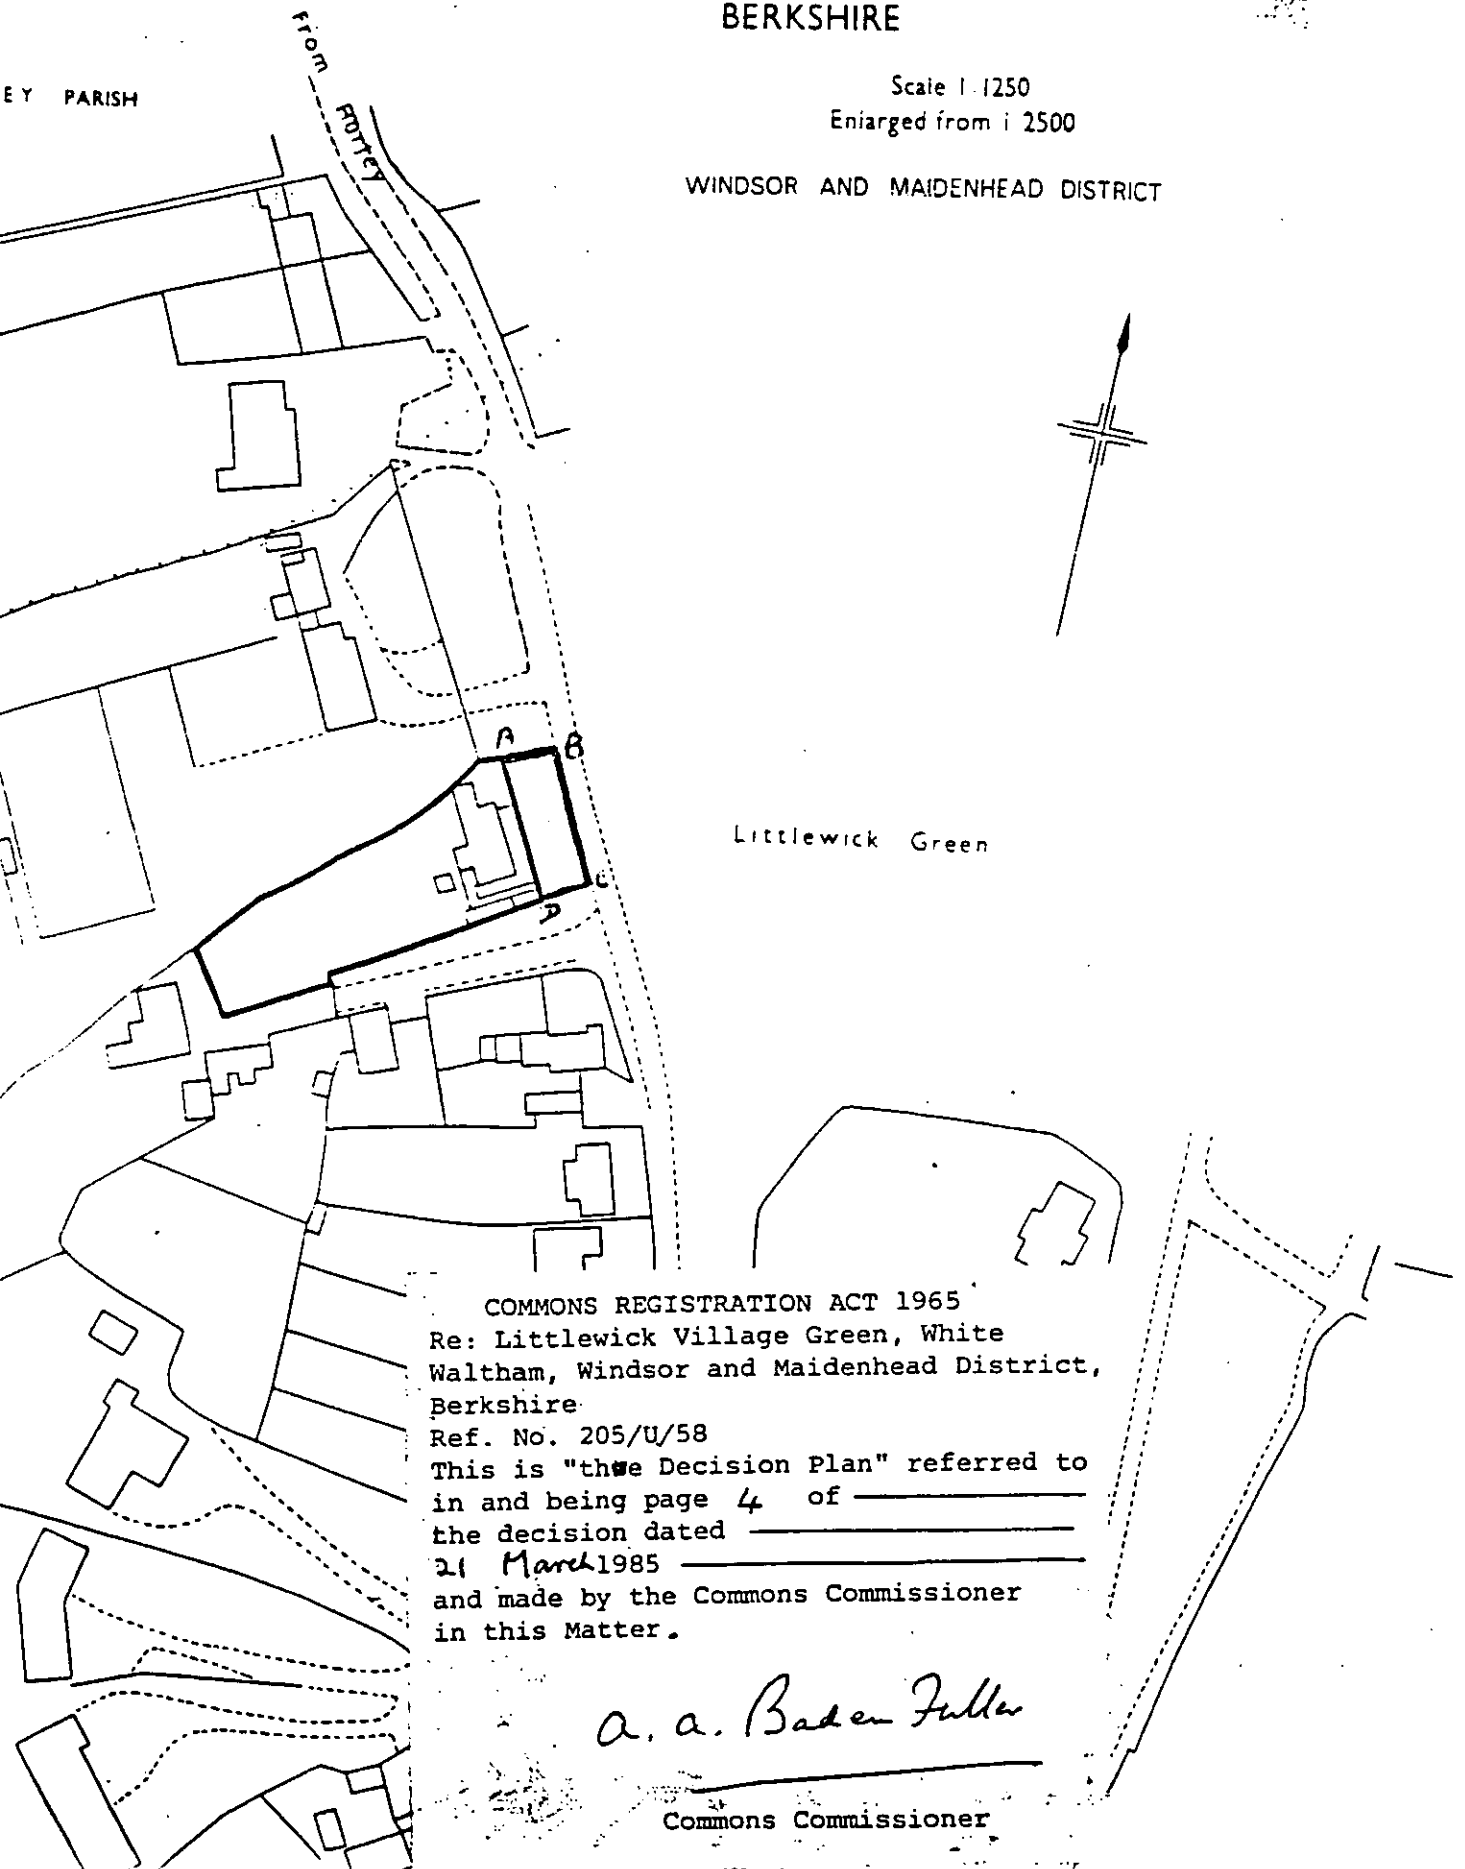 BERKSHIRE
From Hurley
EY PARISH
Scale 1 1250
Enlarged from 1 2500
WINDSOR AND MAIDENHEAD DISTRICT
A
B
Littlewick Green
C
D
COMMONS REGISTRATION ACT 1965
Re: Littlewick Village Green, White
Waltham, Windsor and Maidenhead District,
Berkshire
Ref. No. 205/U/58
This is "the Decision Plan" referred to
in and being page 4 of
the decision dated
21 March 1985
and made by the Commons Commissioner
in this Matter.
a. a. Baden Fuller
Commons Commissioner